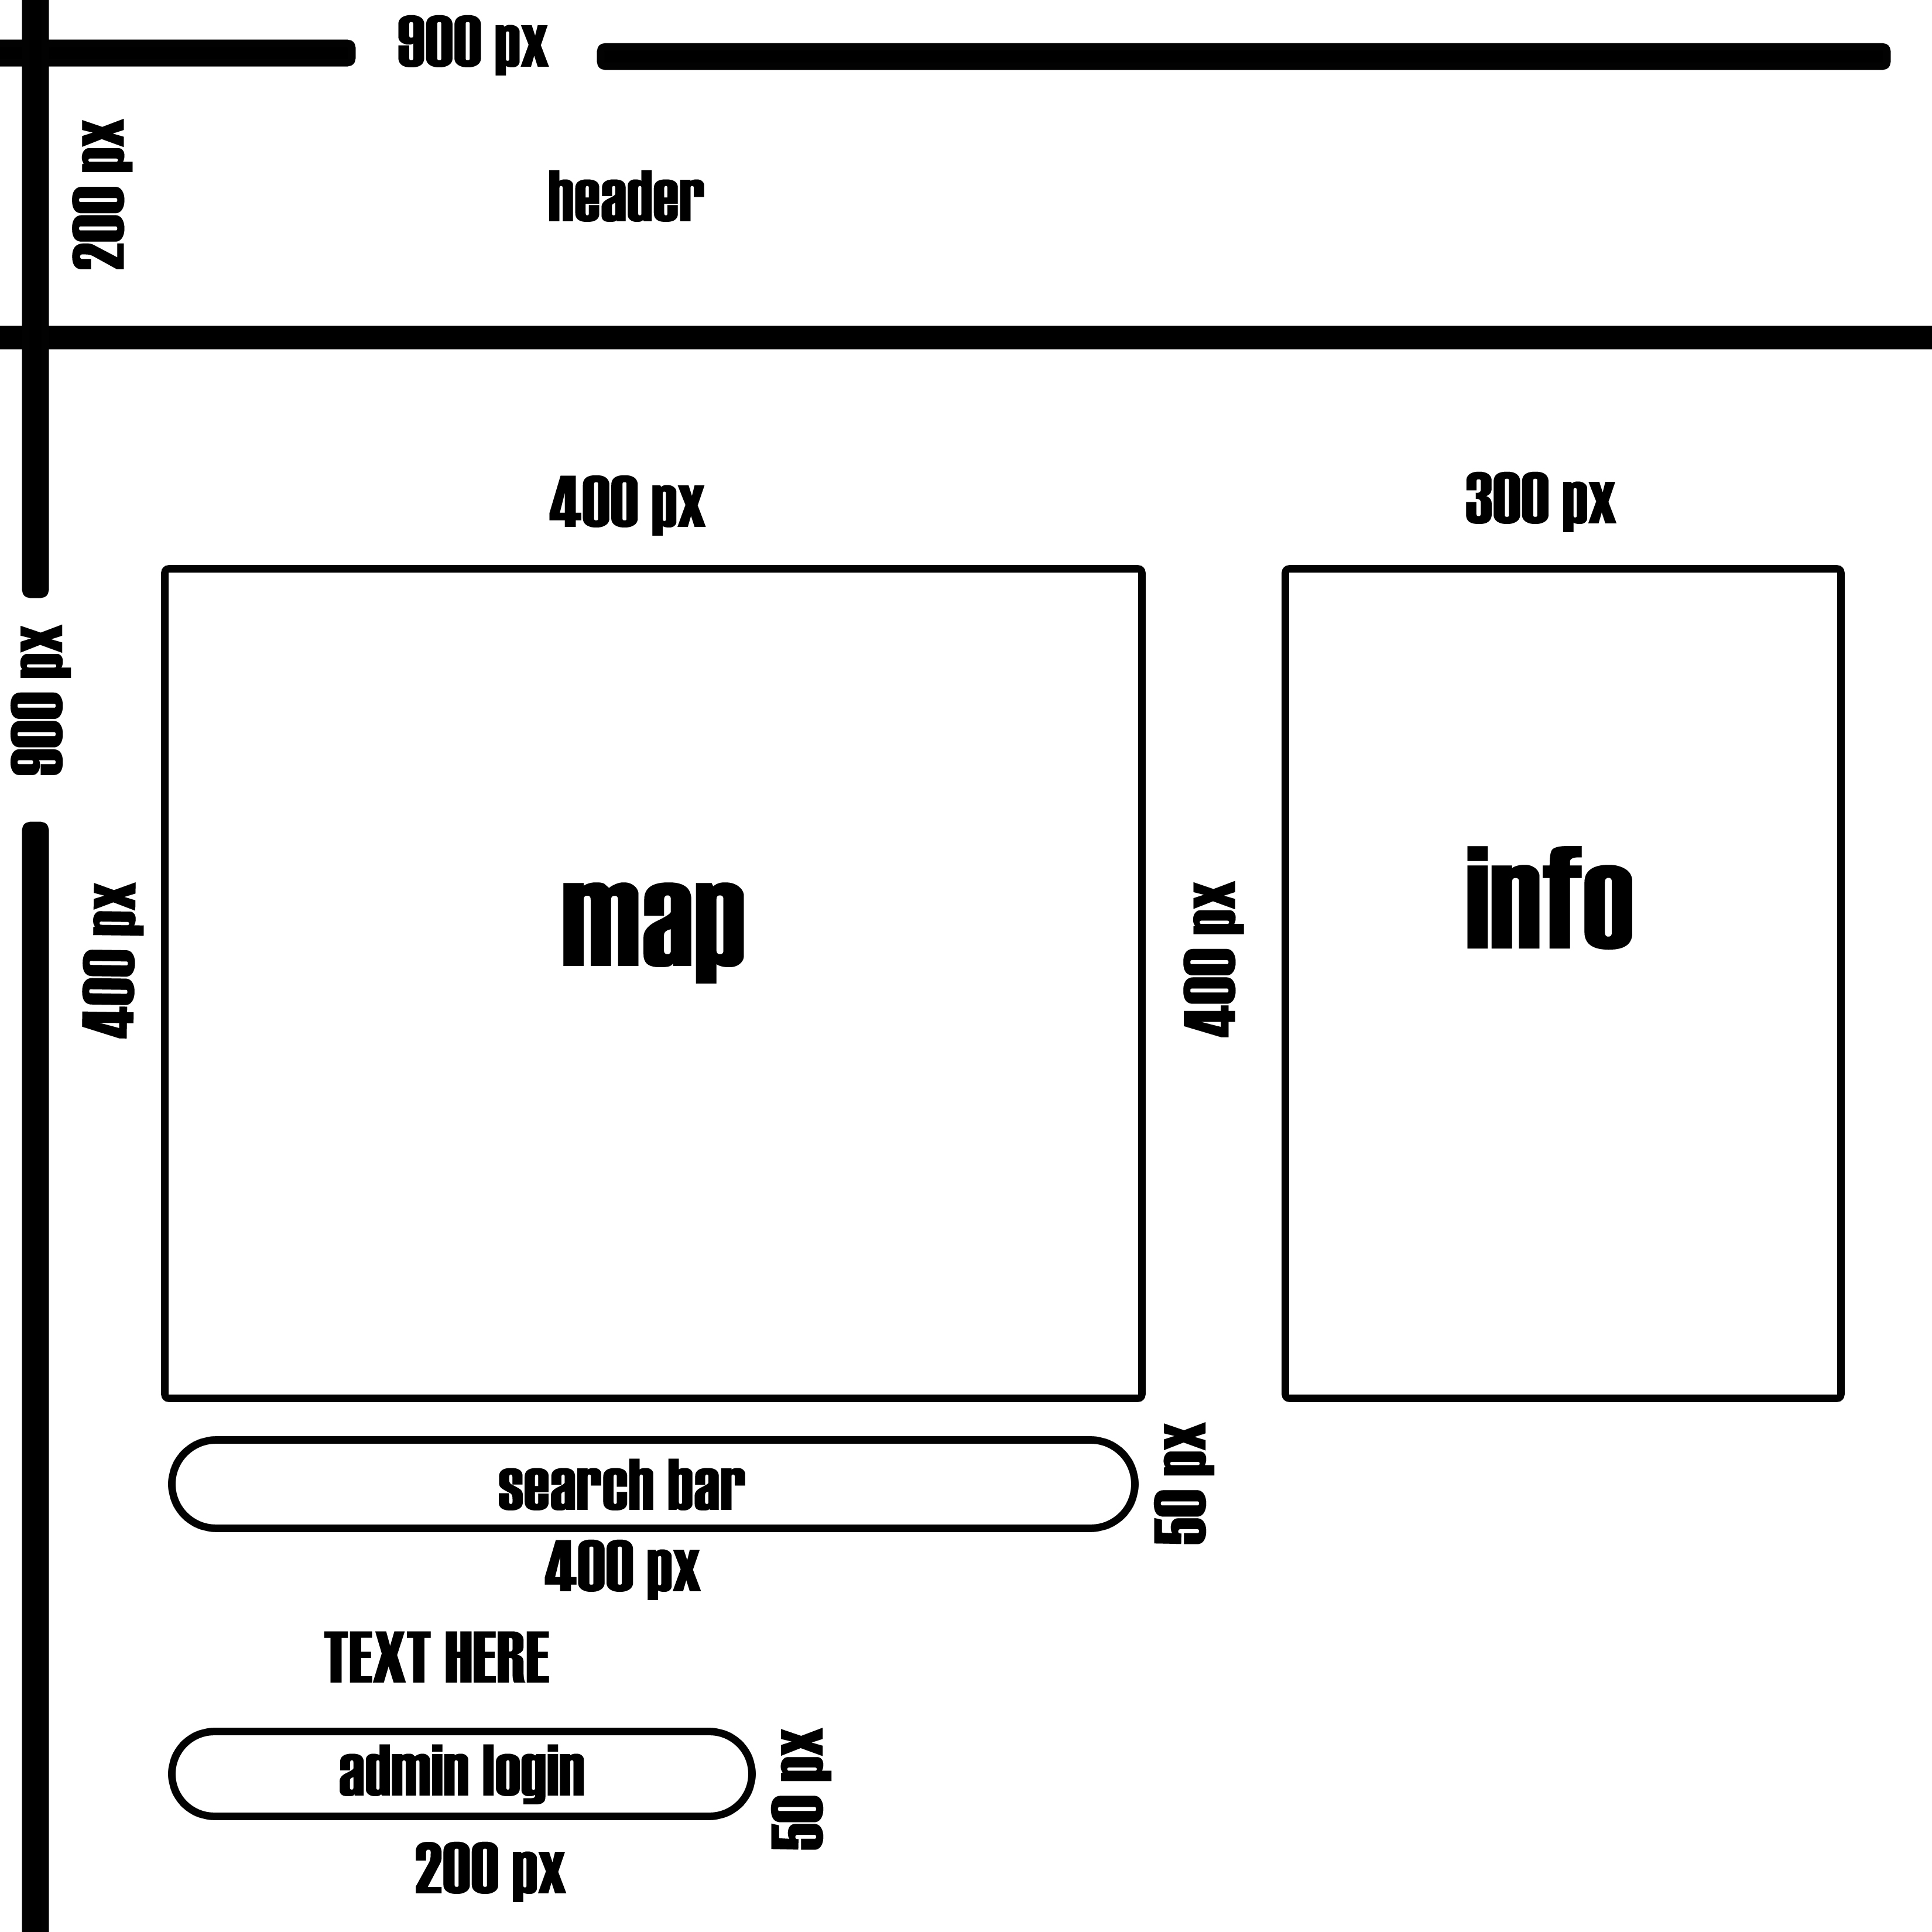 900 px
200 px
header
400 px
300 px
900 px
400 px
map
400 px
info
search bar
50 px
400 px
TEXT HERE
admin login
50 px
200 px